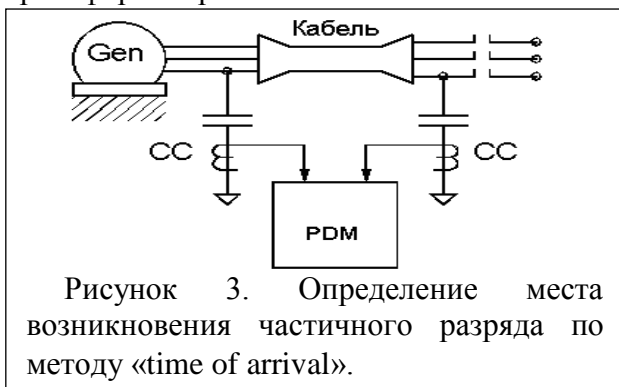 Кабель
Gen
CC
CC
PDM
Рисунок 3. Определение места
возникновения частичного разряда по
методу «time of arrival».